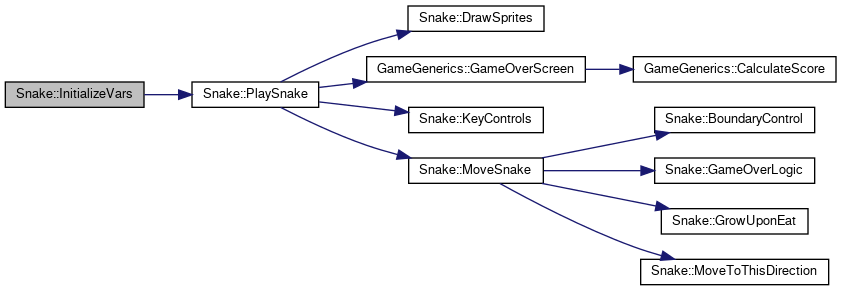 Snake::DrawSprites
GameGenerics::GameOverScreen
GameGenerics::CalculateScore
Snake::InitializeVars
Snake::PlaySnake
Snake::KeyControls
Snake::BoundaryControl
Snake::MoveSnake
Snake::GameOverLogic
Snake::GrowUponEat
Snake::MoveToThisDirection